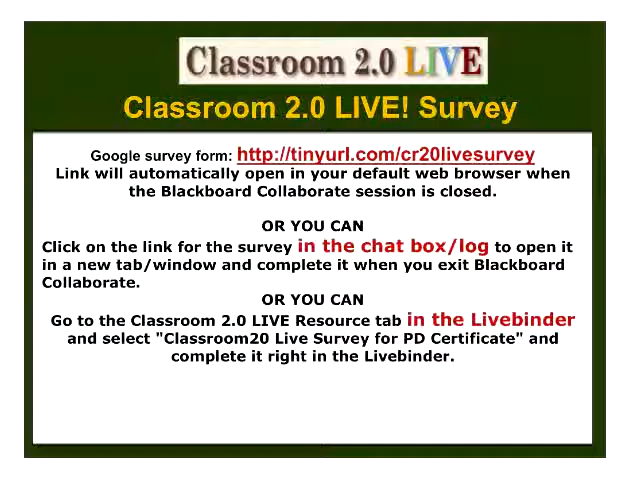 Classroom 2.0 LIVE
Classroom 2.0 LIVE! Survey
Google survey form: http://tinyurl.com/cr20livesurvey
Link will automatically open in your default web browser when
the Blackboard Collaborate session is closed.
OR YOU CAN
Click on the link for the survey in the chat box/log to open it
in a new tab/window and complete it when you exit Blackboard
Collaborate.
OR YOU CAN
Go to the Classroom 2.0 LIVE Resource tab in the Livebinder
and select "Classroom20 Live Survey for PD Certificate" and
complete it right in the Livebinder.